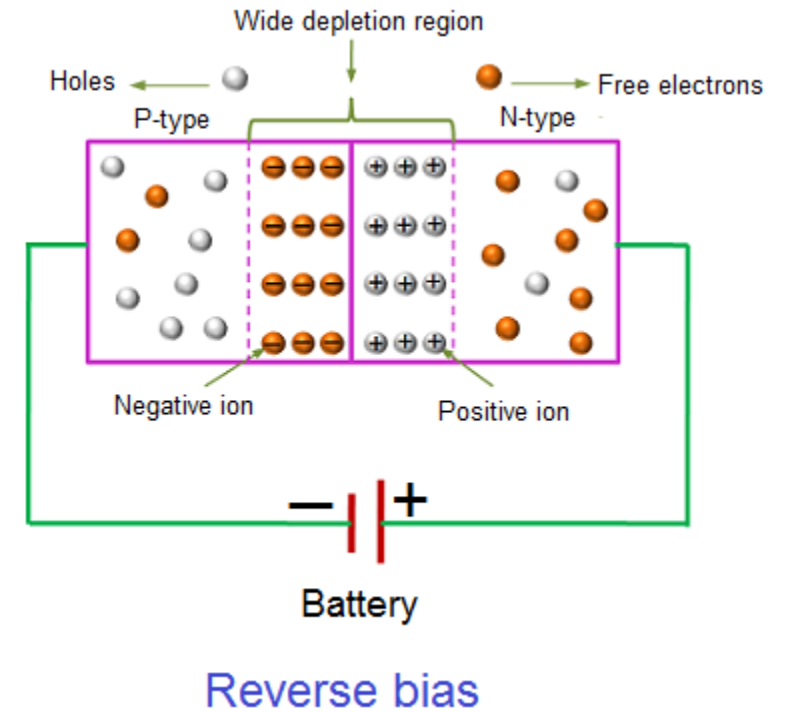 Wide depletion region
Holes
Free electrons
P-type
N-type
Negative ion
Positive ion
− +
Battery
Reverse bias